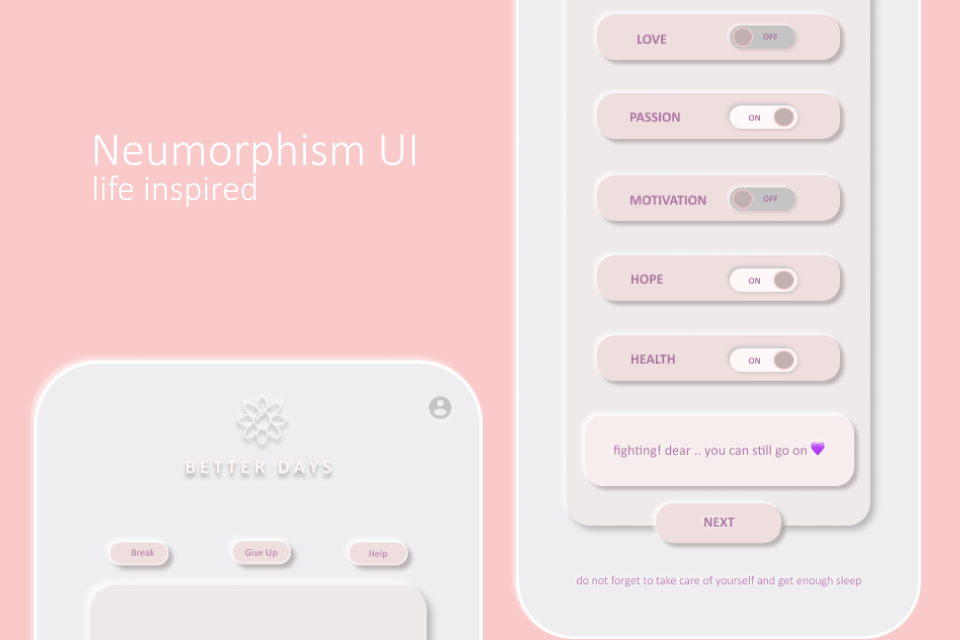 Neumorphism UI
life inspired
BETTER DAYS
Break
Give Up
Help
LOVE
OFF
PASSION
ON
MOTIVATION
OFF
HOPE
ON
HEALTH
ON
fighting! dear .. you can still go on 💜
NEXT
do not forget to take care of yourself and get enough sleep